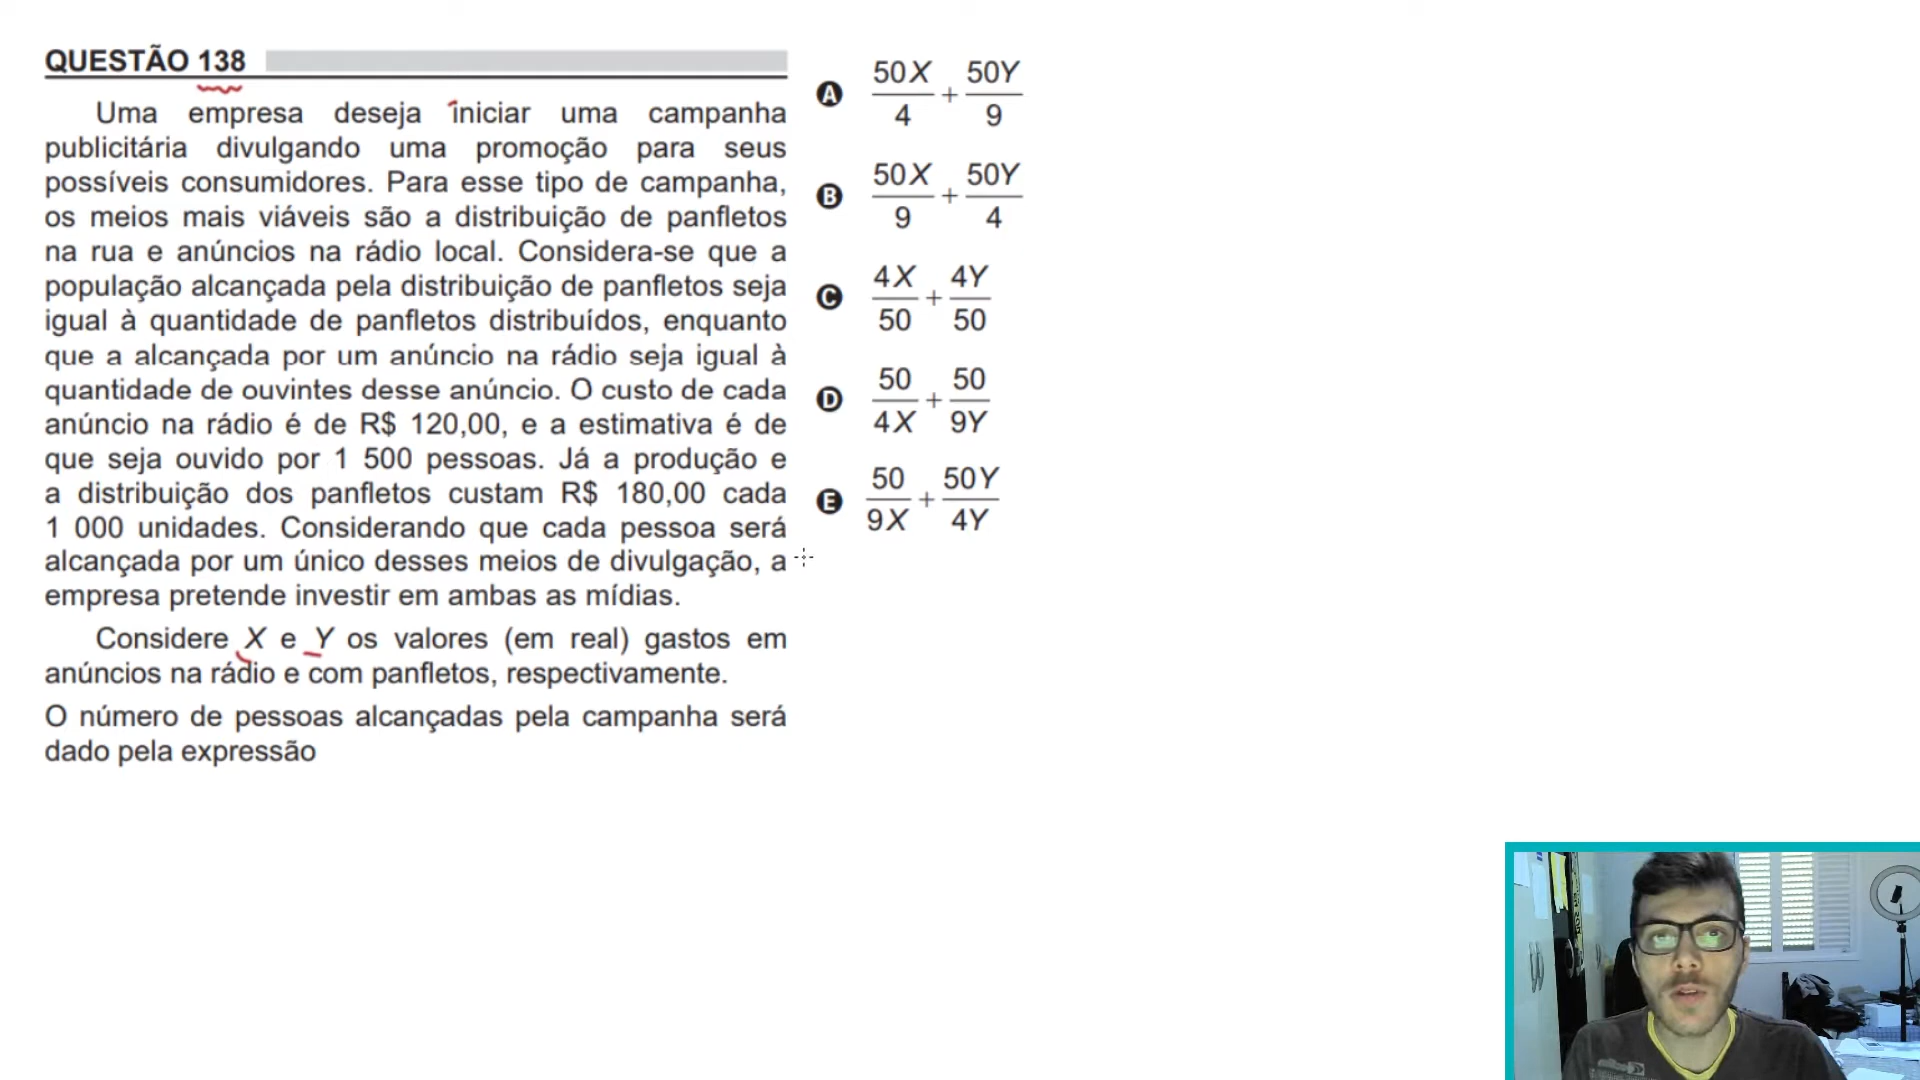 QUESTÃO 138
Uma empresa deseja iniciar uma campanha
publicitária divulgando uma promoção para seus
possíveis consumidores. Para esse tipo de campanha,
os meios mais viáveis são a distribuição de panfletos
na rua e anúncios na rádio local. Considera-se que a
população alcançada pela distribuição de panfletos seja
igual à quantidade de panfletos distribuídos, enquanto
que a alcançada por um anúncio na rádio seja igual à
quantidade de ouvintes desse anúncio. O custo de cada
anúncio na rádio é de R$ 120,00, e a estimativa é de
que seja ouvido por 1 500 pessoas. Já a produção e
a distribuição dos panfletos custam R$ 180,00 cada
1 000 unidades. Considerando que cada pessoa será
alcançada por um único desses meios de divulgação, a
empresa pretende investir em ambas as mídias.
Considere X e Y os valores (em real) gastos em
anúncios na rádio e com panfletos, respectivamente.
O número de pessoas alcançadas pela campanha será
dado pela expressão
A 50X/4 + 50Y/9
B 50X/9 + 50Y/4
C 4X/50 + 4Y/50
D 50/4X + 50/9Y
E 50/9X + 50Y/4Y